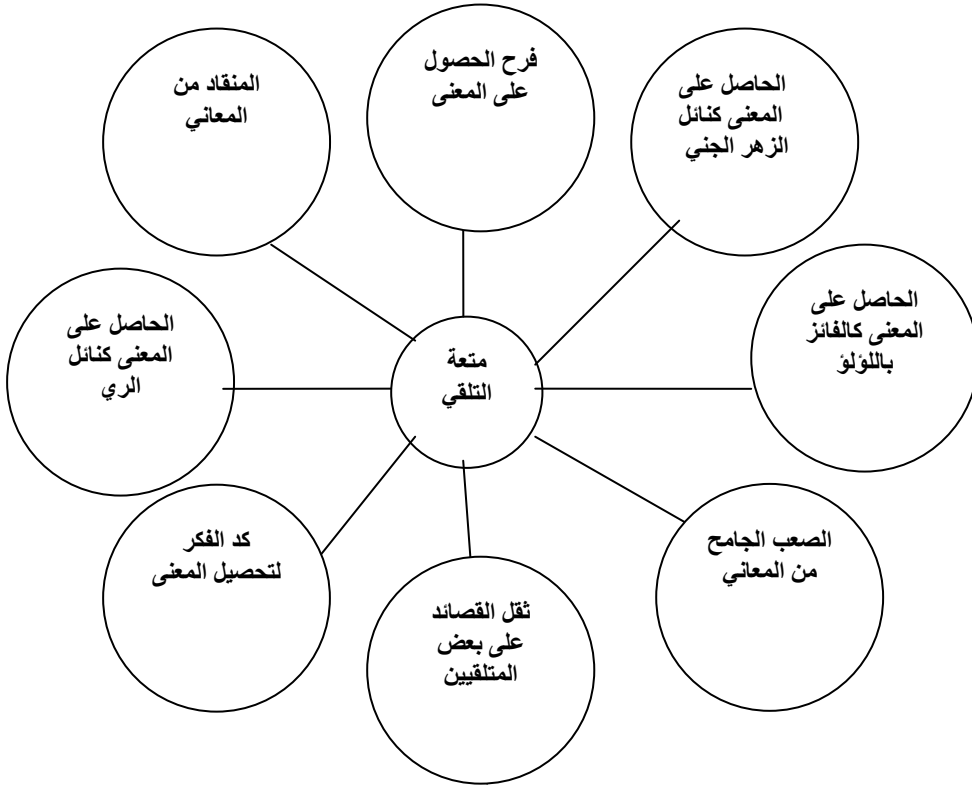 فرح الحصول
على المعنى
الحاصل على
المعنى كنائل
الزهر الجني
الحاصل على
المعنى كالفائز
باللؤلؤ
الصعب الجامح
من المعاني
ثقل القصائد
على بعض
المتلقيين
كد الفكر
لتحصيل المعنى
الحاصل على
المعنى كنائل
الري
المنقاد من
المعاني
متعة
التلقي